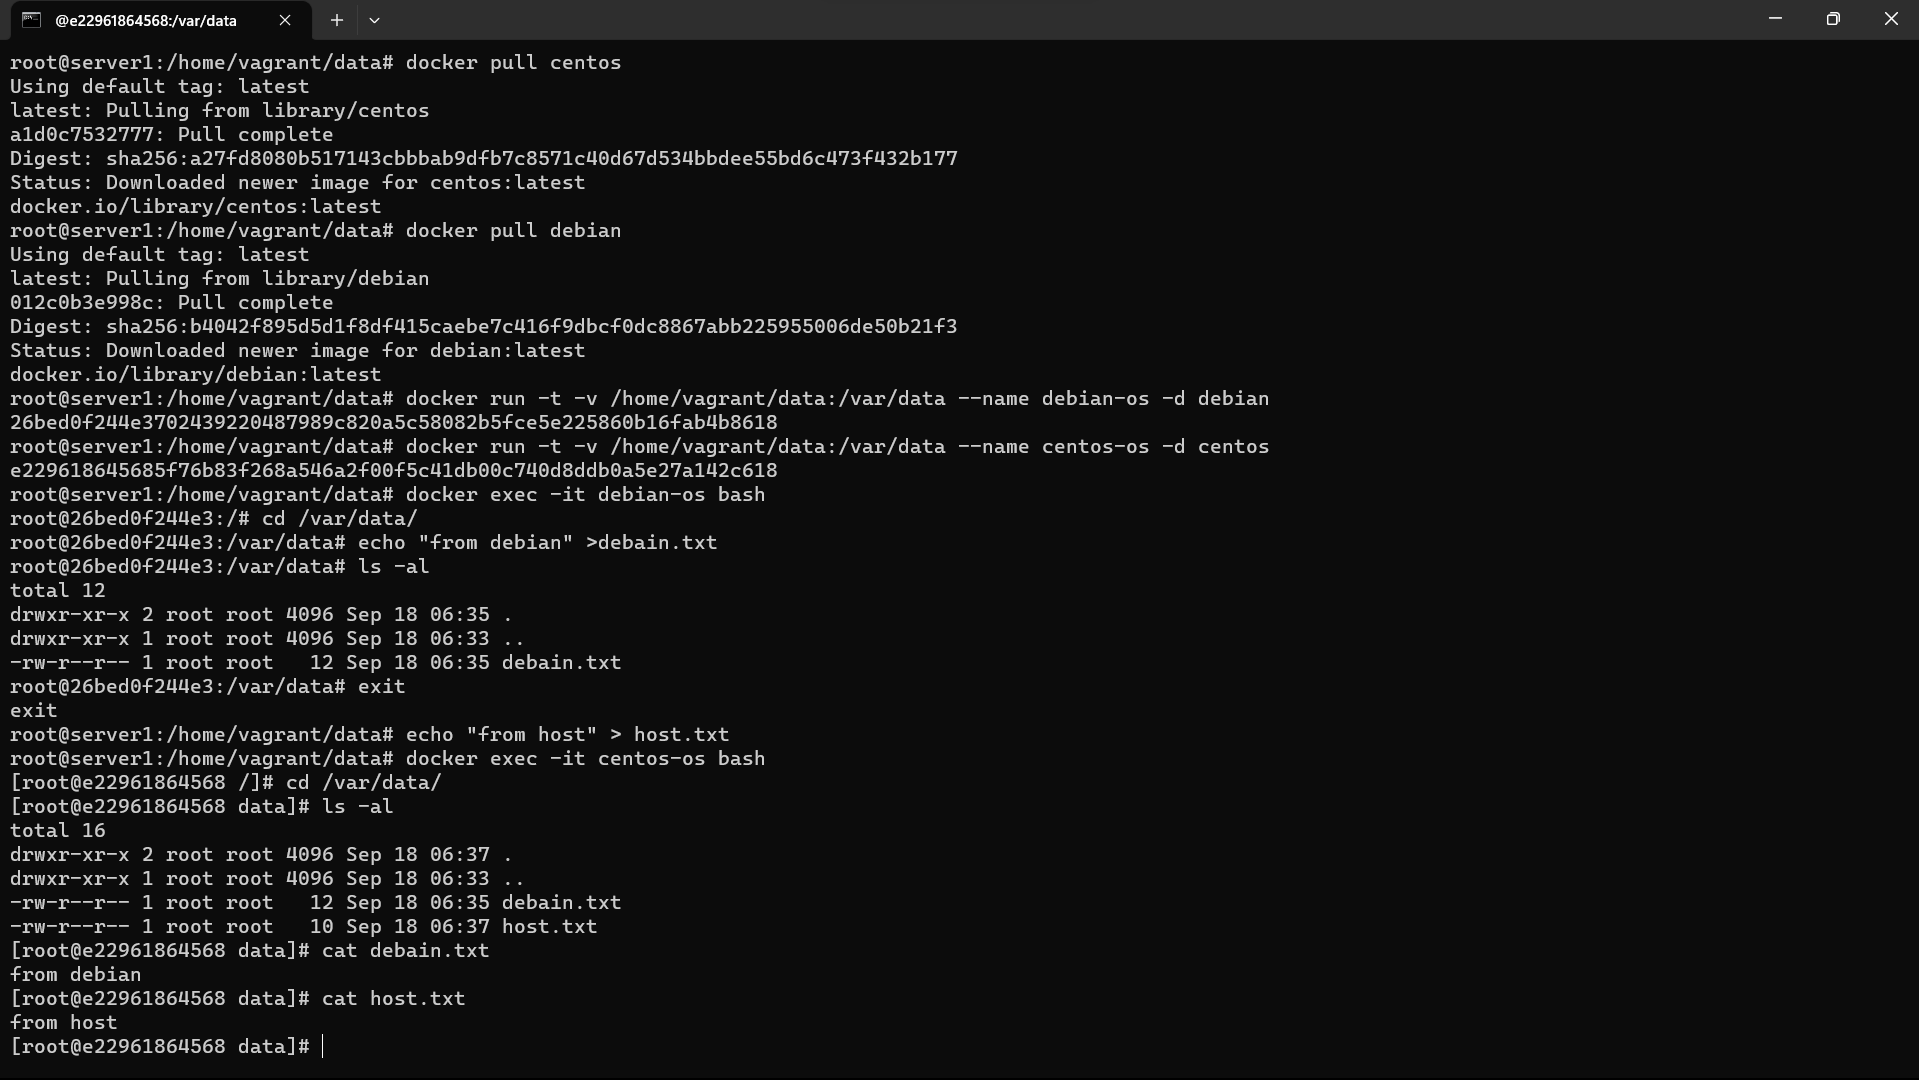 @e22961864568:/var/data
root@server1:/home/vagrant/data# docker pull centos
Using default tag: latest
latest: Pulling from library/centos
a1d0c7532777: Pull complete
Digest: sha256:a27fd8080b517143cbbbab9dfb7c8571c40d67d534bbdee55bd6c473f432b177
Status: Downloaded newer image for centos:latest
docker.io/library/centos:latest
root@server1:/home/vagrant/data# docker pull debian
Using default tag: latest
latest: Pulling from library/debian
012c0b3e998c: Pull complete
Digest: sha256:b4042f895d5d1f8df415caebe7c416f9dbcf0dc8867abb225955006de50b21f3
Status: Downloaded newer image for debian:latest
docker.io/library/debian:latest
root@server1:/home/vagrant/data# docker run -t -v /home/vagrant/data:/var/data --name debian-os -d debian
26bed0f244e3702439220487989c820a5c58082b5fce5e225860b16fab4b8618
root@server1:/home/vagrant/data# docker run -t -v /home/vagrant/data:/var/data --name centos-os -d centos
e229618645685f76b83f268a546a2f00f5c41db00c740d8ddb0a5e27a142c618
root@server1:/home/vagrant/data# docker exec -it debian-os bash
root@26bed0f244e3:/# cd /var/data/
root@26bed0f244e3:/var/data# echo "from debian" >debain.txt
root@26bed0f244e3:/var/data# ls -al
total 12
drwxr-xr-x 2 root root 4096 Sep 18 06:35 .
drwxr-xr-x 1 root root 4096 Sep 18 06:33 ..
-rw-r--r-- 1 root root   12 Sep 18 06:35 debain.txt
root@26bed0f244e3:/var/data# exit
exit
root@server1:/home/vagrant/data# echo "from host" > host.txt
root@server1:/home/vagrant/data# docker exec -it centos-os bash
[root@e22961864568 /]# cd /var/data/
[root@e22961864568 data]# ls -al
total 16
drwxr-xr-x 2 root root 4096 Sep 18 06:37 .
drwxr-xr-x 1 root root 4096 Sep 18 06:33 ..
-rw-r--r-- 1 root root   12 Sep 18 06:35 debain.txt
-rw-r--r-- 1 root root   10 Sep 18 06:37 host.txt
[root@e22961864568 data]# cat debain.txt
from debian
[root@e22961864568 data]# cat host.txt
from host
[root@e22961864568 data]#